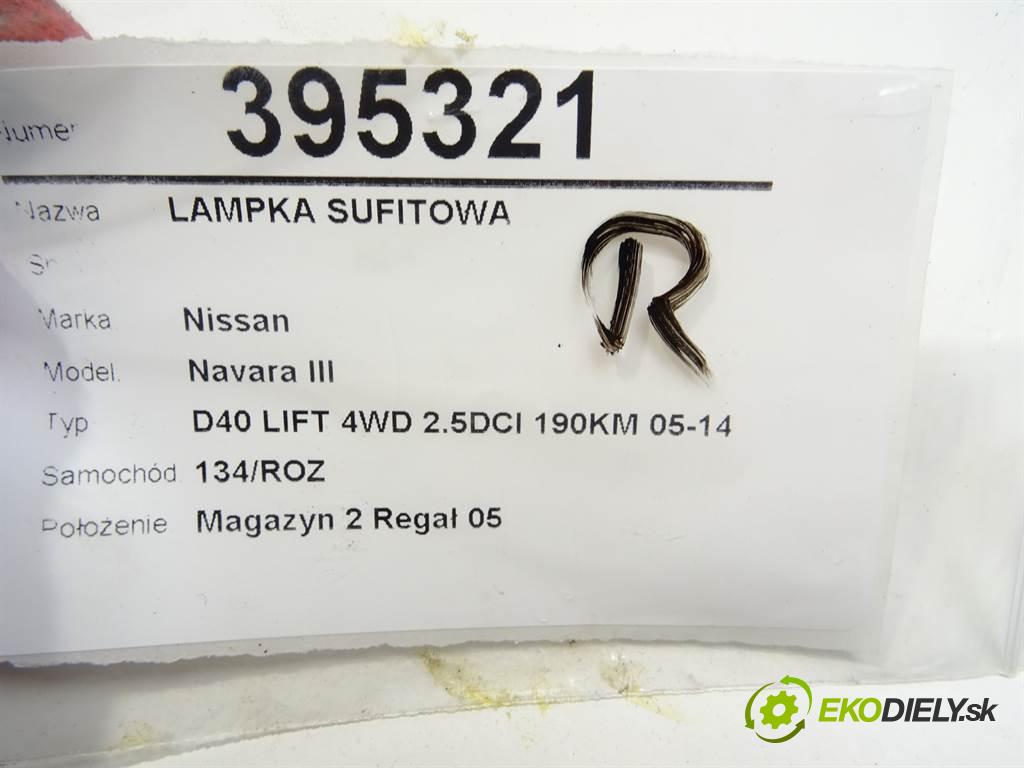 Numer 395321
Nazwa LAMPKA SUFITOWA
R
Marka Nissan
Model. Navara III
Typ D40 LIFT 4WD 2.5DCI 190KM 05-14
Samochód 134/ROZ
Położenie Magazyn 2 Regał 05
EKODIELY.sk